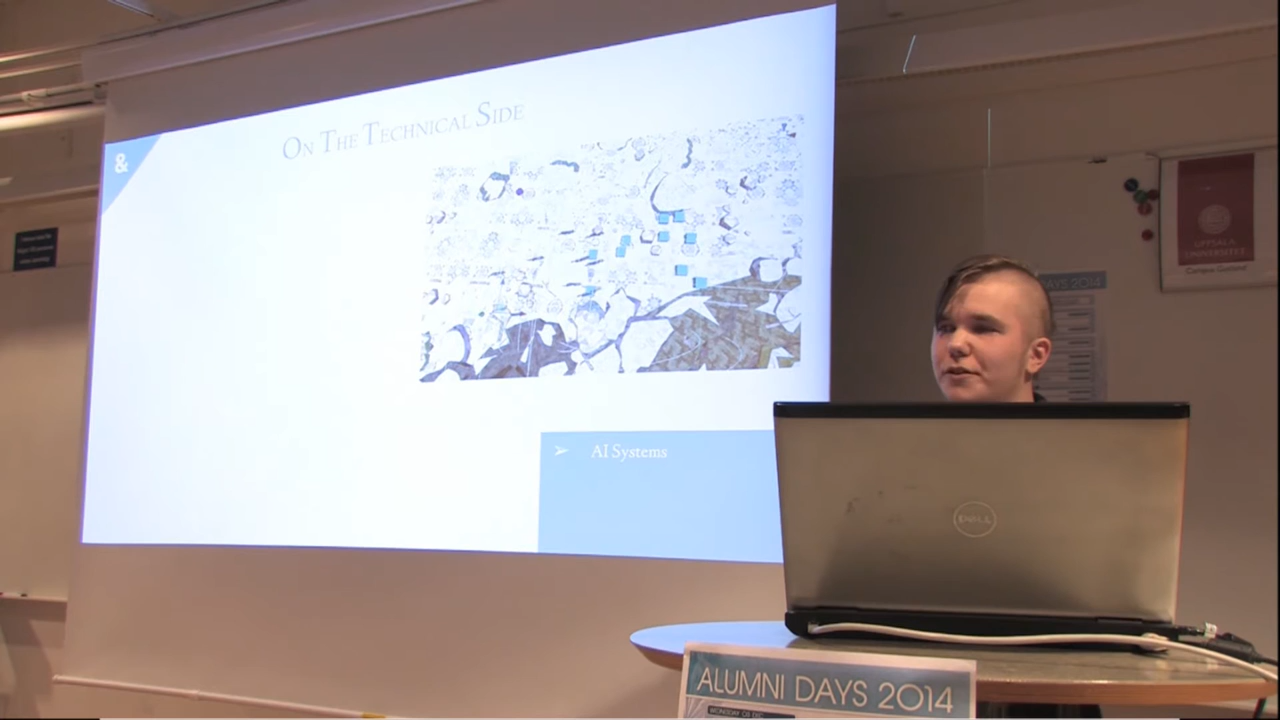 &
ON THE TECHNICAL SIDE
➢ AI Systems
UPPSALA
UNIVERSITET
Campus Gotland
DAYS 2014
DELL
ALUMNI DAYS 2014